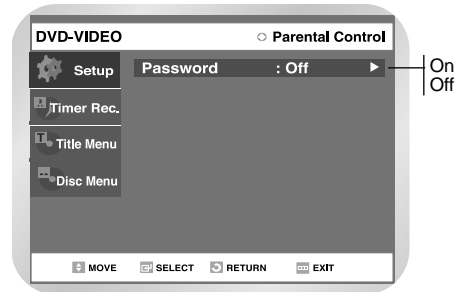 DVD-VIDEO Parental Control
Setup
Password : Off ►
On
Off
Timer Rec.
Title Menu
Disc Menu
MOVE SELECT RETURN EXIT